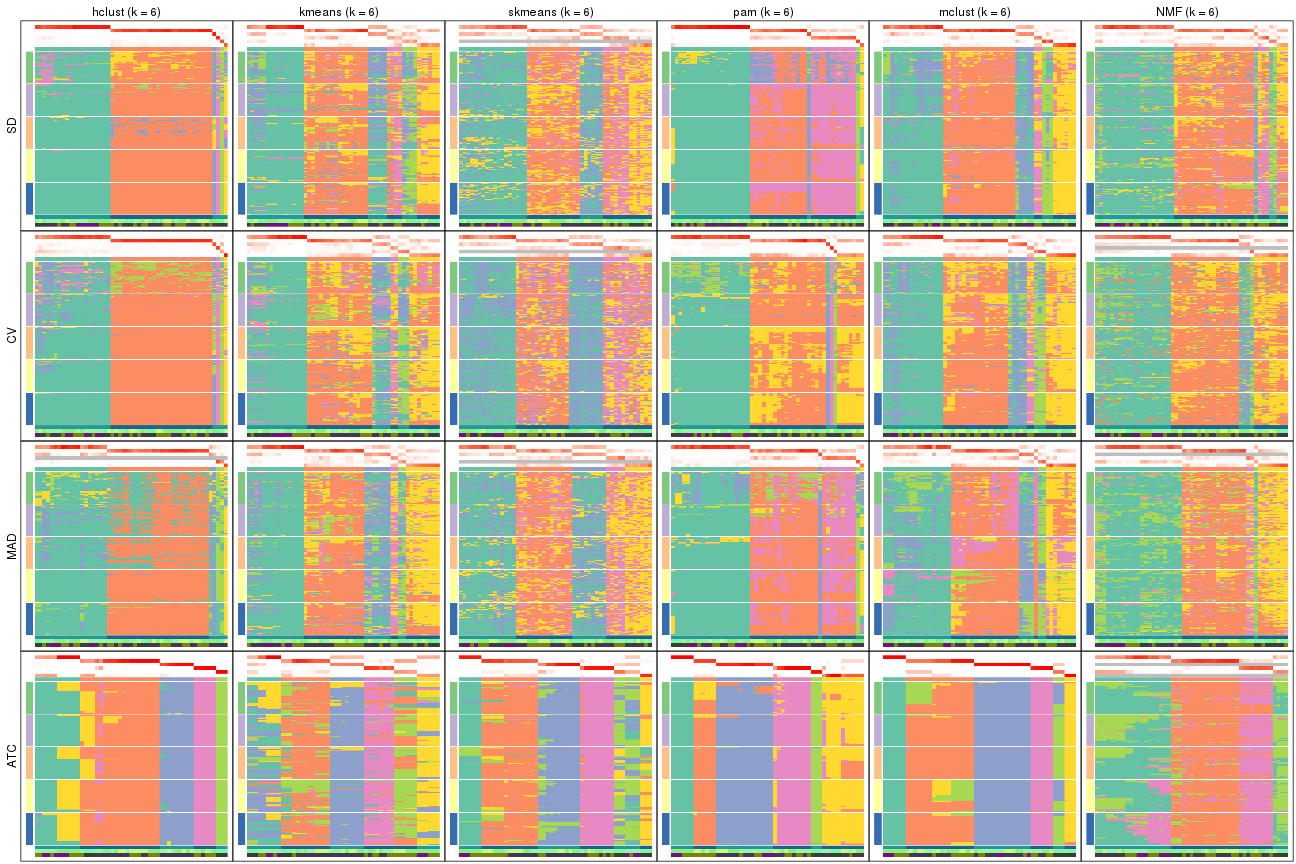 hclust (k = 6)
kmeans (k = 6)
skmeans (k = 6)
pam (k = 6)
mclust (k = 6)
NMF (k = 6)
SD
CV
MAD
ATC